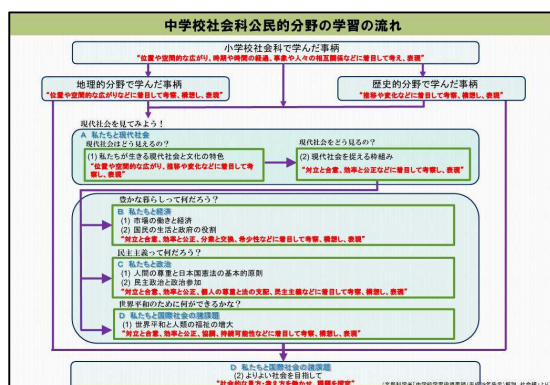 中学校社会科公民的分野の学習の流れ
小学校社会科で学んだ事柄
"位置や空間的な広がり、時期や時間の経過、事象や人々の相互関係などに着目して考え、表現"
地理的分野で学んだ事柄
"位置や空間的な広がりなどに着目して考察、構想し、表現"
歴史的分野で学んだ事柄
"推移や変化などに着目して考察、構想し、表現"
現代社会を見てみよう！
A 私たちと現代社会
現代社会はどう見えるの？
(1) 私たちが生きる現代社会と文化の特色
"位置や空間的な広がり、推移や変化などに着目して考
察し、表現"
現代社会をどう見るの？
(2) 現代社会を捉える枠組み
"対立と合意、効率と公正などに着目して考察
し、表現"
豊かな暮らしって何だろう？
B 私たちと経済
(1) 市場の働きと経済
(2) 国民の生活と政府の役割
"対立と合意、効率と公正、分業と交換、希少性などに着目して考察、構想し、表現"
民主主義って何だろう？
C 私たちと政治
(1) 人間の尊重と日本国憲法の基本的原則
(2) 民主政治と政治参加
"対立と合意、効率と公正、個人の尊重と法の支配、民主主義などに着目して考察、構想し、表現"
世界平和のために何ができるかな？
D 私たちと国際社会の諸課題
(1) 世界平和と人類の福祉の増大
"対立と合意、効率と公正、協調、持続可能性などに着目して考察、構想し、表現"
D 私たちと国際社会の諸課題
(2) よりよい社会を目指して
"社会的な見方・考え方を働かせ、課題を探究"